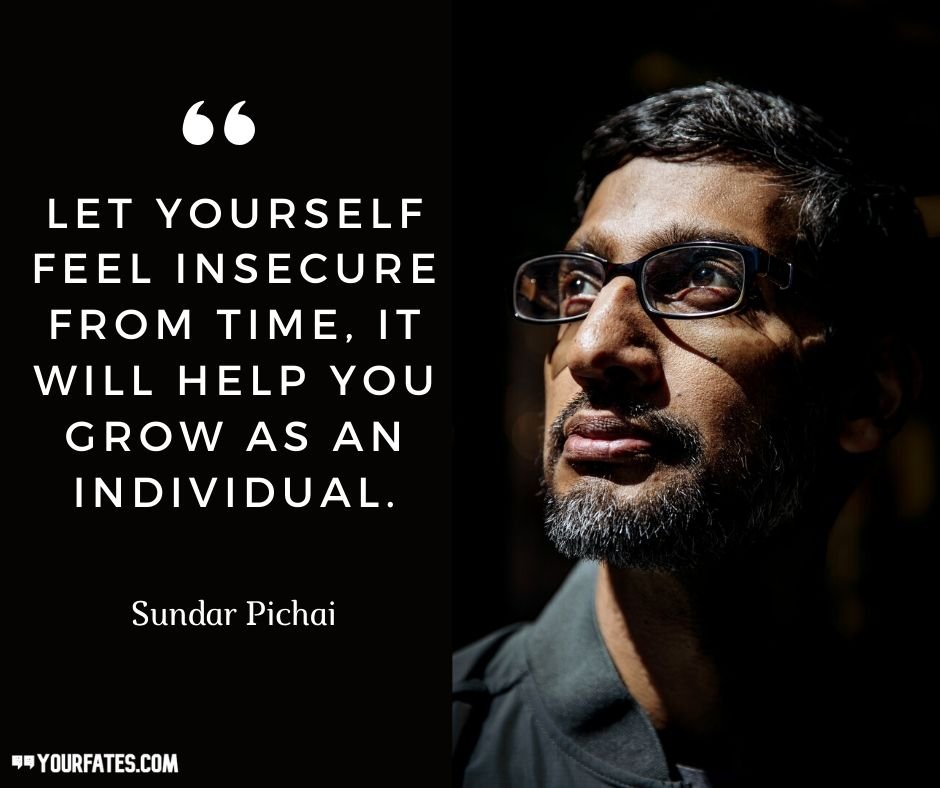 LET YOURSELF
FEEL INSECURE
FROM TIME, IT
WILL HELP YOU
GROW AS AN
INDIVIDUAL.
Sundar Pichai
YOURFATES.COM